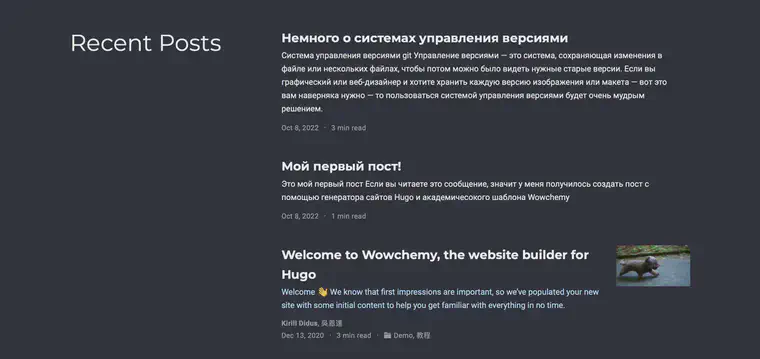 Recent Posts
Немного о системах управления версиями
Система управления версиями git Управление версиями — это система, сохраняющая изменения в
файле или нескольких файлах, чтобы потом можно было видеть нужные старые версии. Если вы
графический или веб-дизайнер и хотите хранить каждую версию изображения или макета — вот это
вам наверняка нужно — то пользоваться системой управления версиями будет очень мудрым
решением.
Oct 8, 2022 · 3 min read
Мой первый пост!
Это мой первый пост Если вы читаете это сообщение, значит у меня получилось создать пост с
помощью генератора сайтов Hugo и академичесокго шаблона Wowchemy
Oct 8, 2022 · 1 min read
Welcome to Wowchemy, the website builder for
Hugo
Welcome 👋 We know that first impressions are important, so we've populated your new
site with some initial content to help you get familiar with everything in no time.
Kirill Didus, 吳恩達
Dec 13, 2020 · 3 min read · Demo, 教程